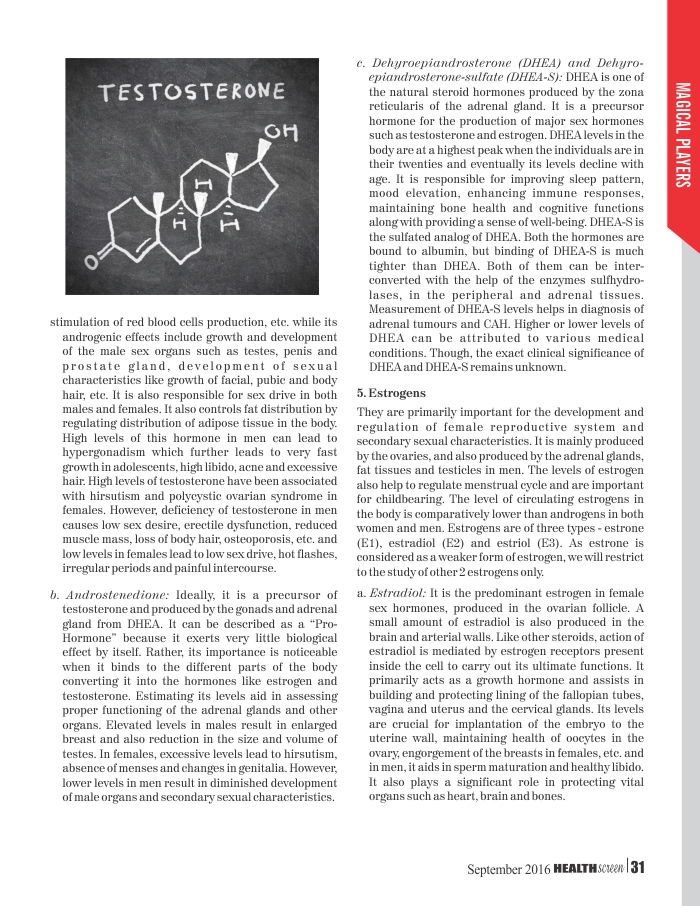 TESTOSTERONE
OH
H
H
H
O
stimulation of red blood cells production, etc. while its
androgenic effects include growth and development
of the male sex organs such as testes, penis and
prostate gland, development of sexual
characteristics like growth of facial, pubic and body
hair, etc. It is also responsible for sex drive in both
males and females. It also controls fat distribution by
regulating distribution of adipose tissue in the body.
High levels of this hormone in men can lead to
hypergonadism which further leads to very fast
growth in adolescents, high libido, acne and excessive
hair. High levels of testosterone have been associated
with hirsutism and polycystic ovarian syndrome in
females. However, deficiency of testosterone in men
causes low sex desire, erectile dysfunction, reduced
muscle mass, loss of body hair, osteoporosis, etc. and
low levels in females lead to low sex drive, hot flashes,
irregular periods and painful intercourse.
b. Androstenedione: Ideally, it is a precursor of
testosterone and produced by the gonads and adrenal
gland from DHEA. It can be described as a “Pro-
Hormone” because it exerts very little biological
effect by itself. Rather, its importance is noticeable
when it binds to the different parts of the body
converting it into the hormones like estrogen and
testosterone. Estimating its levels aid in assessing
proper functioning of the adrenal glands and other
organs. Elevated levels in males result in enlarged
breast and also reduction in the size and volume of
testes. In females, excessive levels lead to hirsutism,
absence of menses and changes in genitalia. However,
lower levels in men result in diminished development
of male organs and secondary sexual characteristics.
c. Dehyroepiandrosterone (DHEA) and Dehyro-
epiandrosterone-sulfate (DHEA-S): DHEA is one of
the natural steroid hormones produced by the zona
reticularis of the adrenal gland. It is a precursor
hormone for the production of major sex hormones
such as testosterone and estrogen. DHEA levels in the
body are at a highest peak when the individuals are in
their twenties and eventually its levels decline with
age. It is responsible for improving sleep pattern,
mood elevation, enhancing immune responses,
maintaining bone health and cognitive functions
along with providing a sense of well-being. DHEA-S is
the sulfated analog of DHEA. Both the hormones are
bound to albumin, but binding of DHEA-S is much
tighter than DHEA. Both of them can be inter-
converted with the help of the enzymes sulfhydro-
lases, in the peripheral and adrenal tissues.
Measurement of DHEA-S levels helps in diagnosis of
adrenal tumours and CAH. Higher or lower levels of
DHEA can be attributed to various medical
conditions. Though, the exact clinical significance of
DHEA and DHEA-S remains unknown.
5. Estrogens
They are primarily important for the development and
regulation of female reproductive system and
secondary sexual characteristics. It is mainly produced
by the ovaries, and also produced by the adrenal glands,
fat tissues and testicles in men. The levels of estrogen
also help to regulate menstrual cycle and are important
for childbearing. The level of circulating estrogens in
the body is comparatively lower than androgens in both
women and men. Estrogens are of three types - estrone
(E1), estradiol (E2) and estriol (E3). As estrone is
considered as a weaker form of estrogen, we will restrict
to the study of other 2 estrogens only.
a. Estradiol: It is the predominant estrogen in female
sex hormones, produced in the ovarian follicle. A
small amount of estradiol is also produced in the
brain and arterial walls. Like other steroids, action of
estradiol is mediated by estrogen receptors present
inside the cell to carry out its ultimate functions. It
primarily acts as a growth hormone and assists in
building and protecting lining of the fallopian tubes,
vagina and uterus and the cervical glands. Its levels
are crucial for implantation of the embryo to the
uterine wall, maintaining health of oocytes in the
ovary, engorgement of the breasts in females, etc. and
in men, it aids in sperm maturation and healthy libido.
It also plays a significant role in protecting vital
organs such as heart, brain and bones.
MAGICAL PLAYERS
September 2016 HEALTHscreen 31